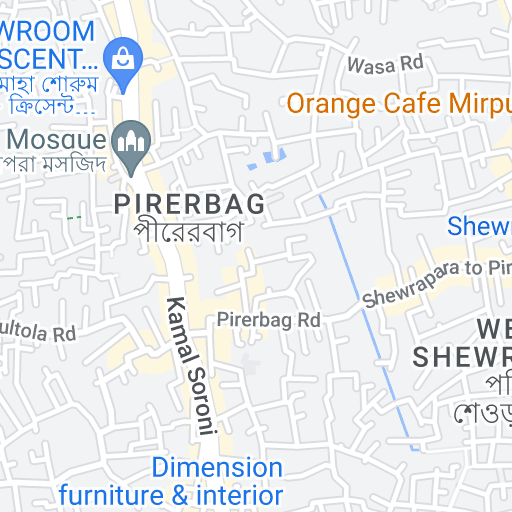 WROOM
SCENT...
মাহা শোরুম
ক্রিসেন্ট...
Wasa Rd
Orange Cafe Mirpu
Mosque
পরা মসজিদ
PIRERBAG
পীরেরবাগ
Shewr
Shewrapara to Pir
ultola Rd
Pirerbag Rd
Kamal Soroni
WE
SHEWR
পশ্চি
শেওড়
Dimension
furniture & interior